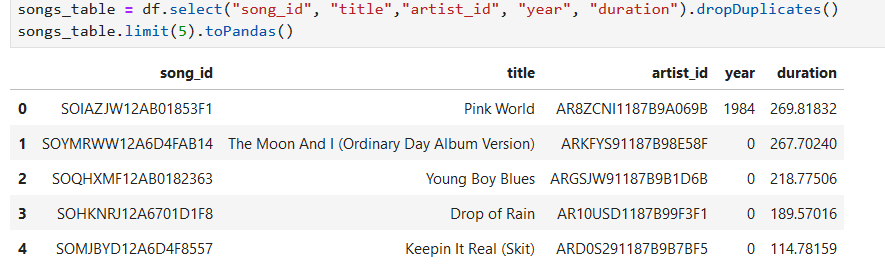 songs_table = df.select("song_id", "title","artist_id", "year", "duration").dropDuplicates()
songs_table.limit(5).toPandas()
song_id title artist_id year duration
0 SOIAZJW12AB01853F1 Pink World AR8ZCNI1187B9A069B 1984 269.81832
1 SOYMRWW12A6D4FAB14 The Moon And I (Ordinary Day Album Version) ARKFYS91187B98E58F 0 267.70240
2 SOQHXMF12AB0182363 Young Boy Blues ARGSJW91187B9B1D6B 0 218.77506
3 SOHKNRJ12A6701D1F8 Drop of Rain AR10USD1187B99F3F1 0 189.57016
4 SOMJBYD12A6D4F8557 Keepin It Real (Skit) ARD0S291187B9B7BF5 0 114.78159